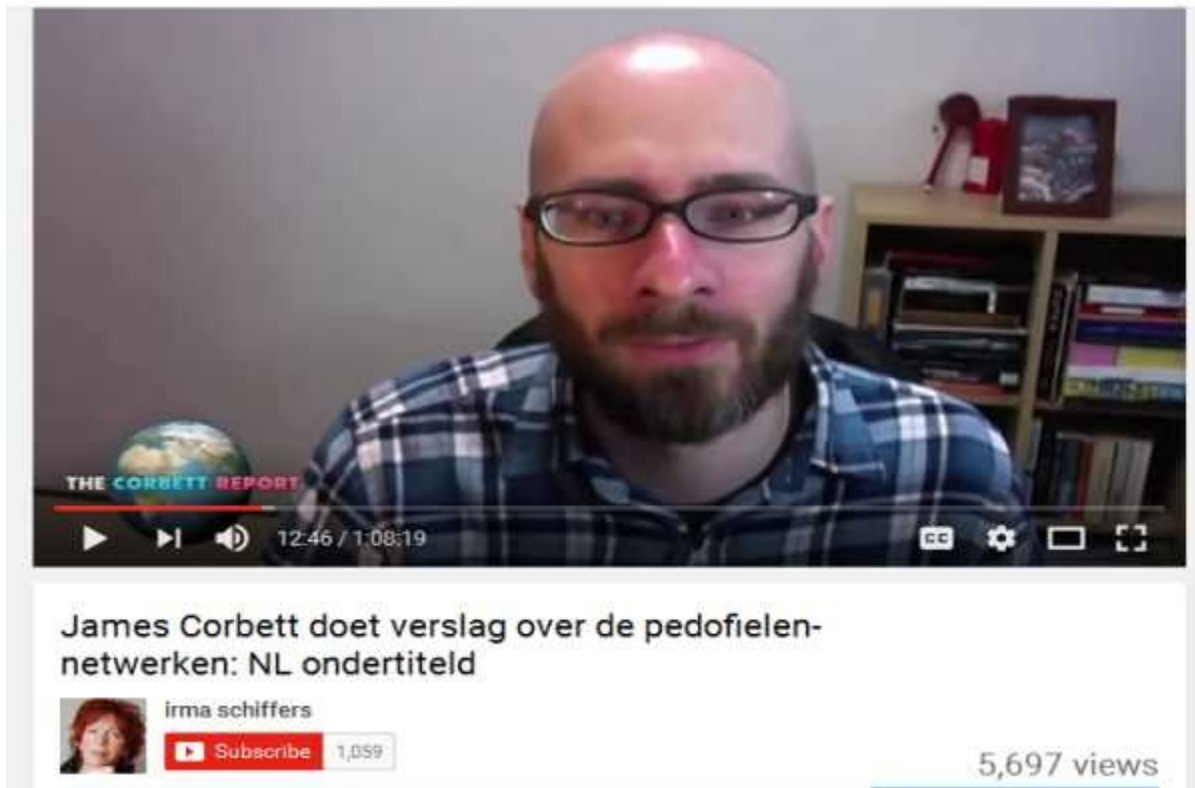 THE CORBETT REPORT
12:46 / 1:08:19
CC
James Corbett doet verslag over de pedofielen-
netwerken: NL ondertiteld
irma schiffers
Subscribe 1,059
5,697 views